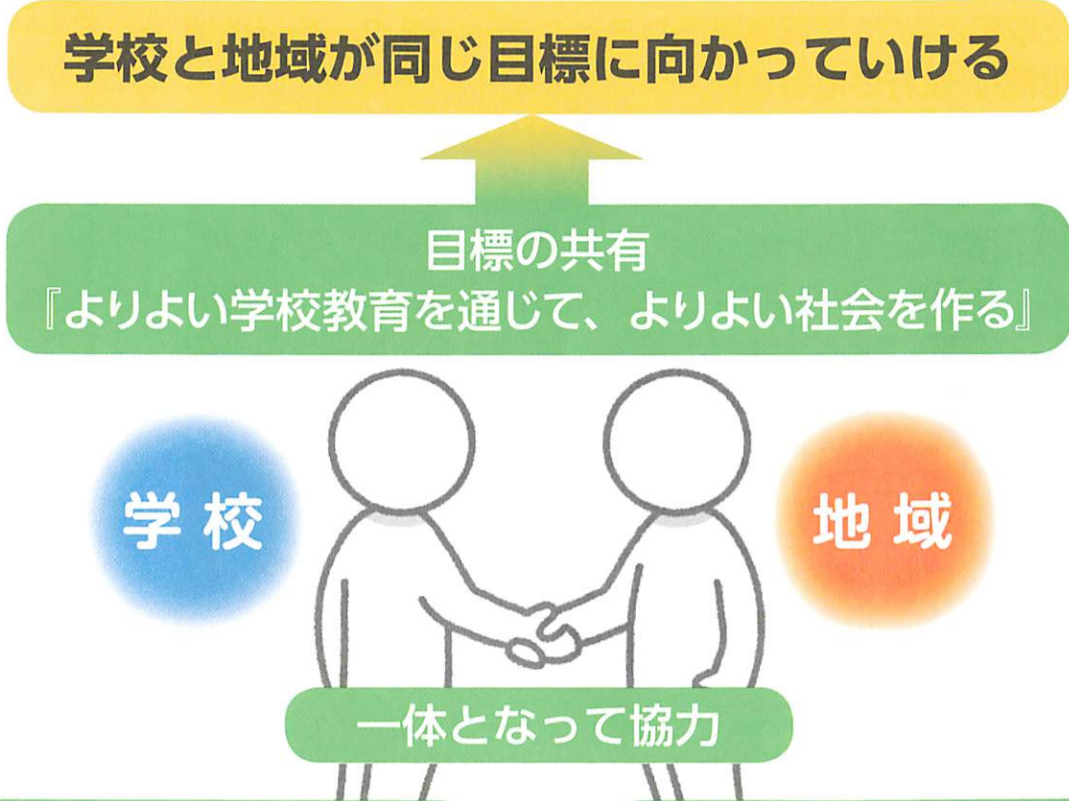 学校と地域が同じ目標に向かっていける
目標の共有
『よりよい学校教育を通じて、よりよい社会を作る』
学校
地域
一体となって協力